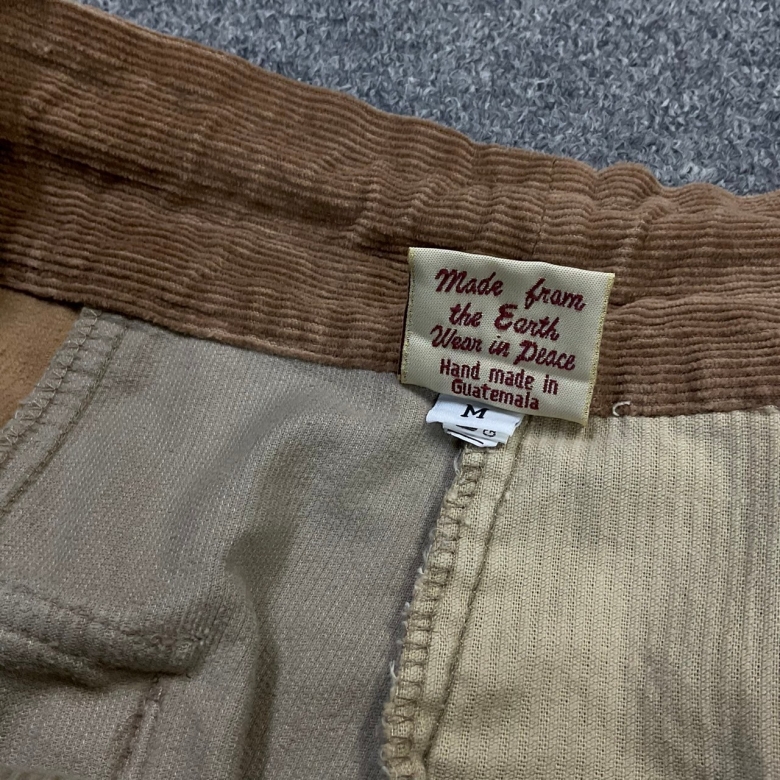 Made from
the Earth
Wear in Peace
Hand made in
Guatemala
M
G